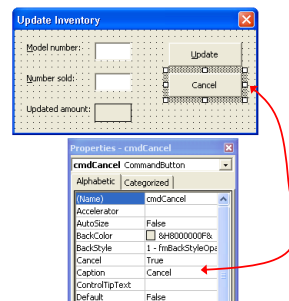 Update Inventory
Model number:
Update
Number sold:
Cancel
Updated amount:
Properties - cmdCancel
cmdCancel CommandButton
Alphabetic Categorized
(Name) cmdCancel
Accelerator
AutoSize False
BackColor &H8000000F&
BackStyle 1 - fmBackStyleOpa
Cancel True
Caption Cancel
ControlTipText
Default False